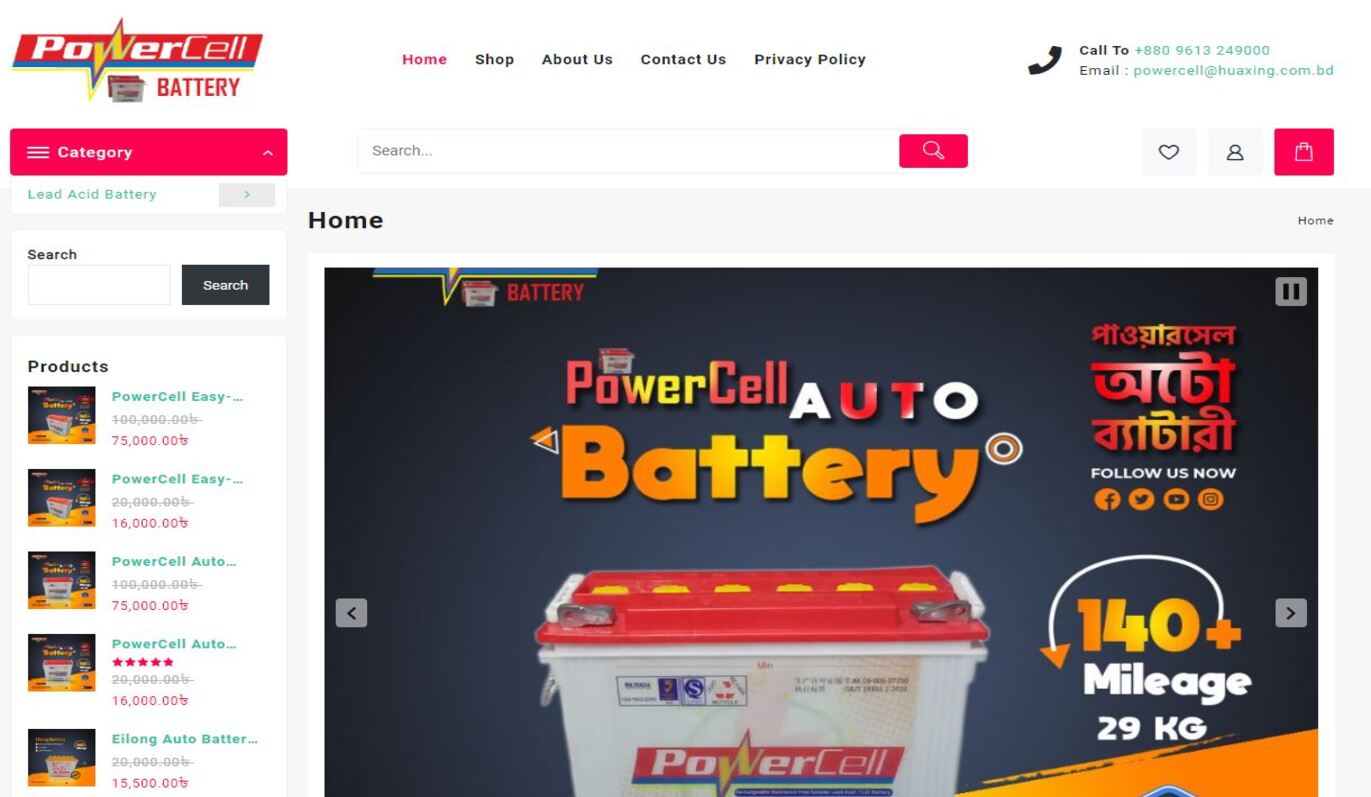 PowerCell
BATTERY
Home
Shop
About Us
Contact Us
Privacy Policy
Call To +880 9613 249000
Email : powercell@huaxing.com.bd
Category
Search...
Lead Acid Battery
Home
Home
Search
Search
Products
PowerCell Easy-...
100,000.00৳
75,000.00৳
PowerCell Easy-...
20,000.00৳
16,000.00৳
PowerCell Auto...
100,000.00৳
75,000.00৳
PowerCell Auto...
20,000.00৳
16,000.00৳
Eilong Auto Batter...
20,000.00৳
15,500.00৳
BATTERY
PowerCell AUTO
Battery
পাওয়ারসেল
অটো
ব্যাটারী
FOLLOW US NOW
140+
Mileage
29 KG
Min
PowerCell